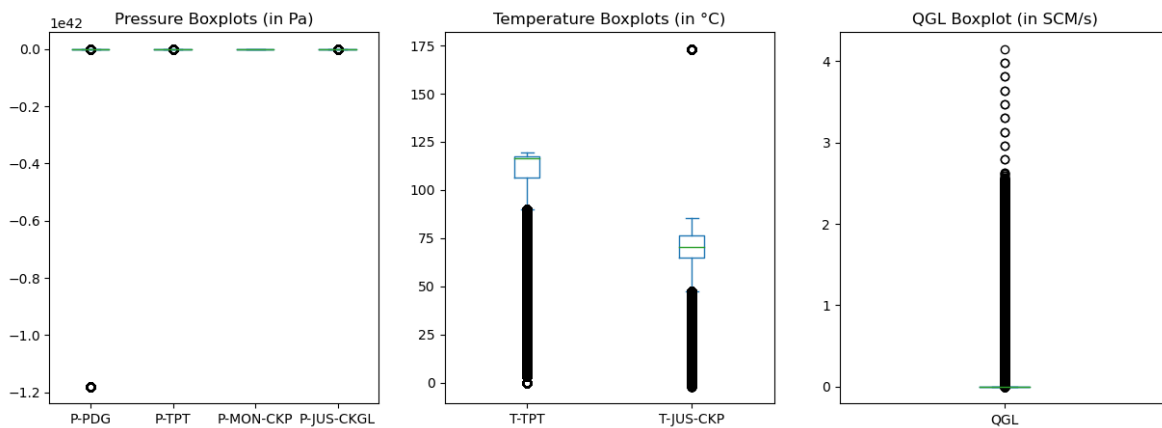 Pressure Boxplots (in Pa)
1e42
0.0
−0.2
−0.4
−0.6
−0.8
−1.0
−1.2
P-PDG
P-TPT
P-MON-CKP
P-JUS-CKGL
Temperature Boxplots (in °C)
175
150
125
100
75
50
25
0
T-TPT
T-JUS-CKP
QGL Boxplot (in SCM/s)
4
3
2
1
0
QGL